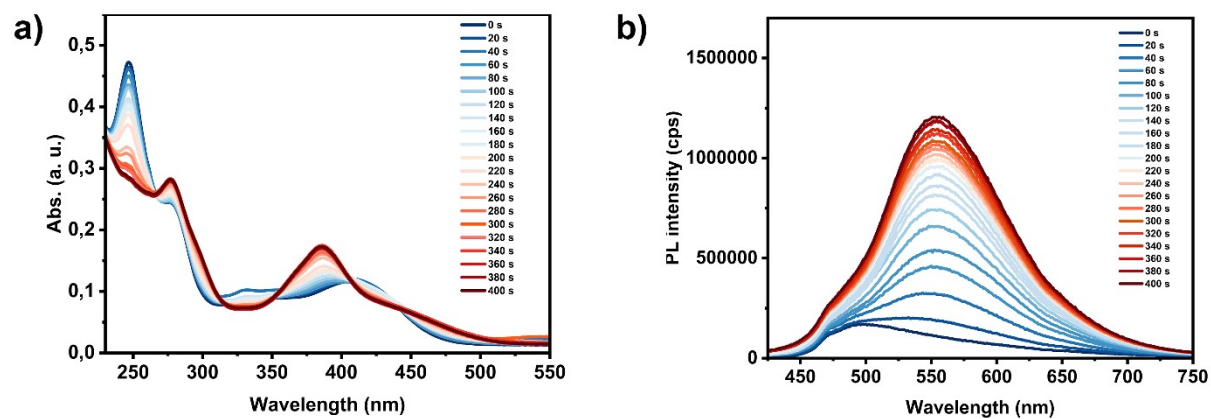 a)
Abs. (a. u.)
0,5
0,4
0,3
0,2
0,1
0,0
250 300 350 400 450 500 550
Wavelength (nm)
0 s
20 s
40 s
60 s
80 s
100 s
120 s
140 s
160 s
180 s
200 s
220 s
240 s
260 s
280 s
300 s
320 s
340 s
360 s
380 s
400 s
b)
PL intensity (cps)
1500000
1000000
500000
0
450 500 550 600 650 700 750
Wavelength (nm)
0 s
20 s
40 s
60 s
80 s
100 s
120 s
140 s
160 s
180 s
200 s
220 s
240 s
260 s
280 s
300 s
320 s
340 s
360 s
380 s
400 s